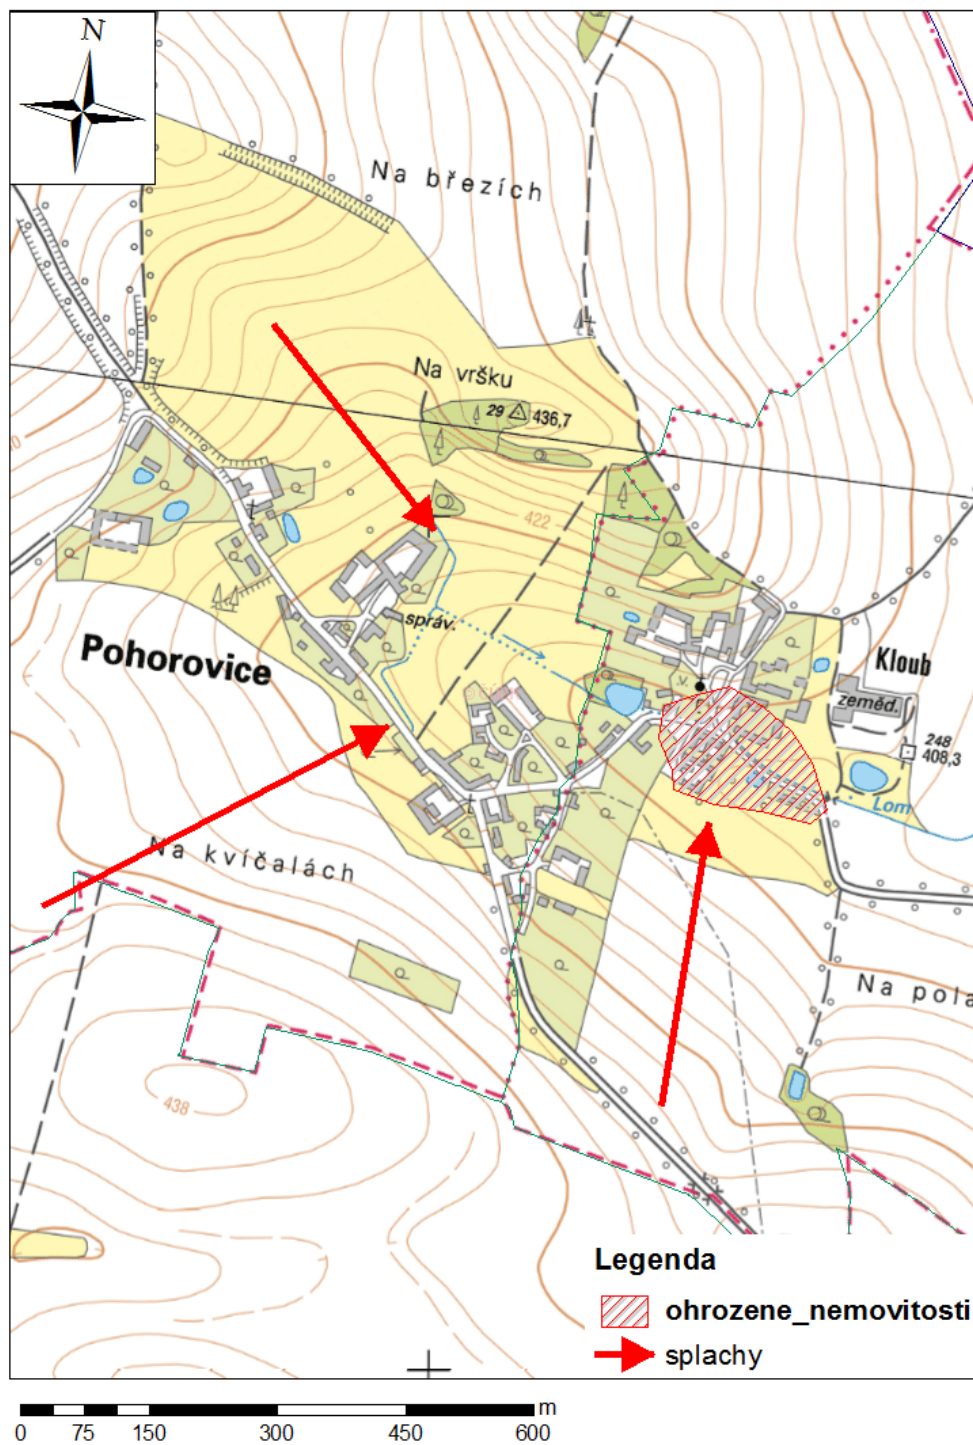 N
Na březích
Na vršku
29 436,7
422
Pohorovice
správ.
v.
Kloub
zeměd.
248
408,3
Lom
Na kvíčalách
Na pola
438
Legenda
ohrozene_nemovitosti
splachy
0 75 150 300 450 600 m